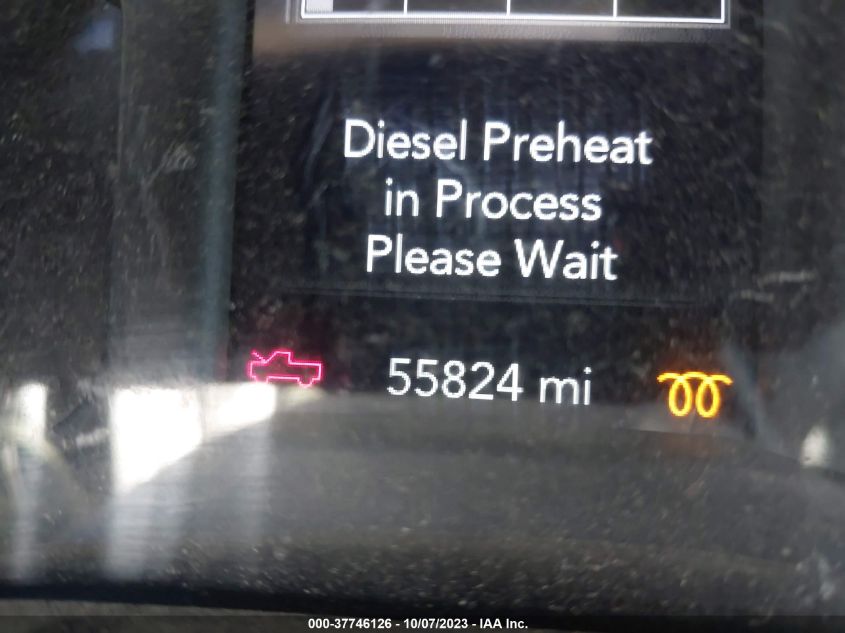 Diesel Preheat
in Process
Please Wait
55824 mi
000-37746126 - 10/07/2023 - IAA Inc.